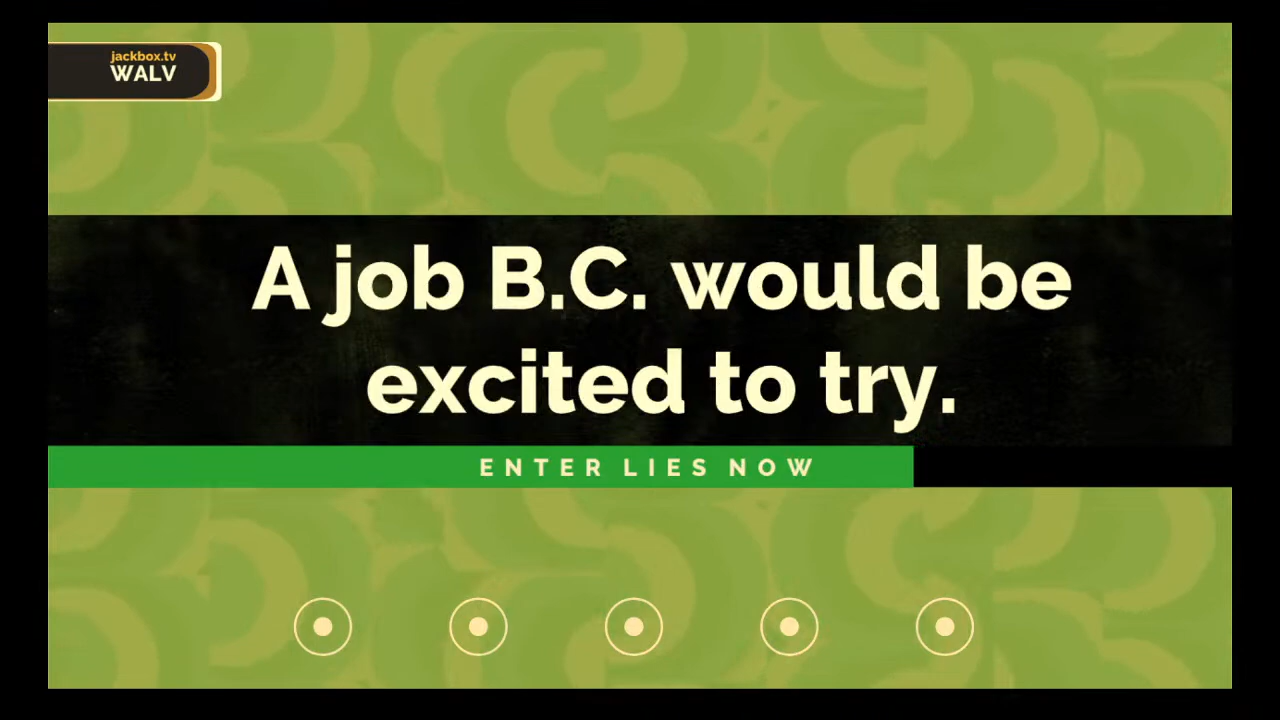 jackbox.tv
WALV
A job B.C. would be
excited to try.
ENTER LIES NOW